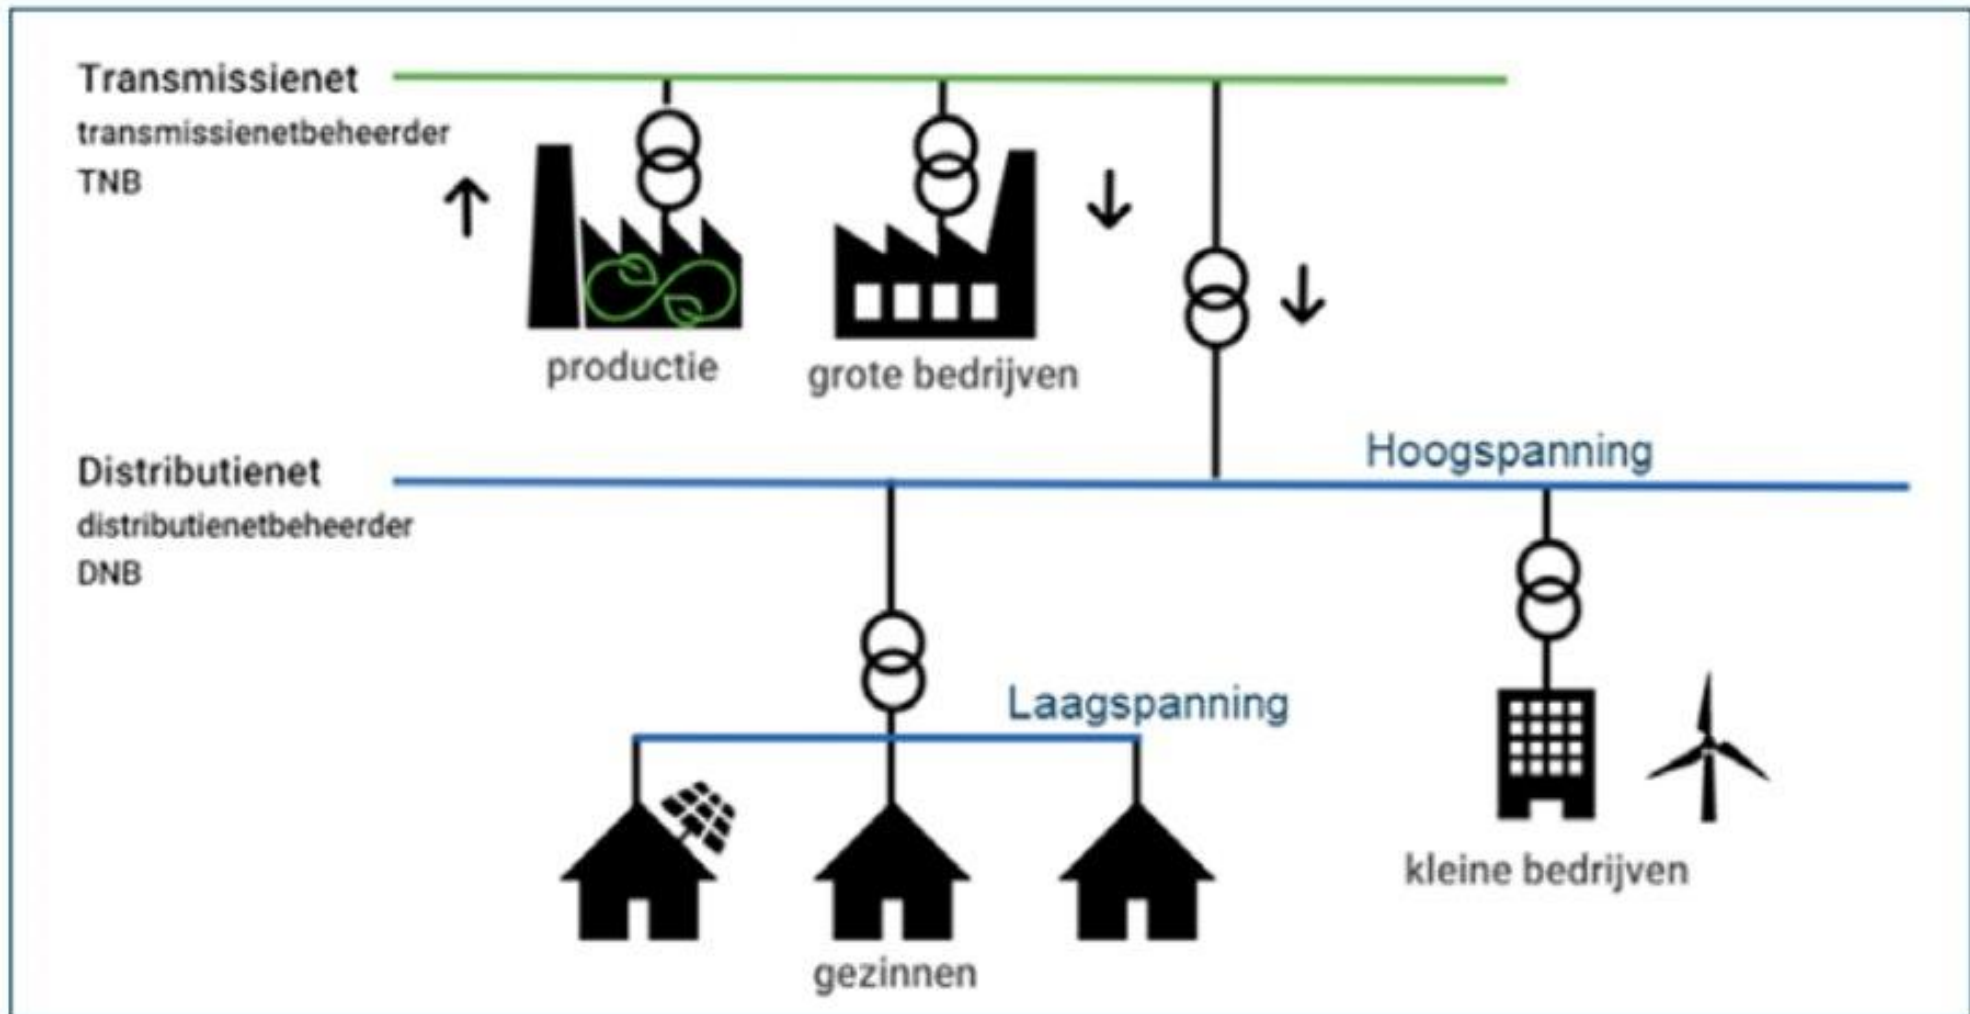 Transmissienet
transmissienetbeheerder
TNB
productie
grote bedrijven
Hoogspanning
Distributienet
distributienetbeheerder
DNB
Laagspanning
kleine bedrijven
gezinnen